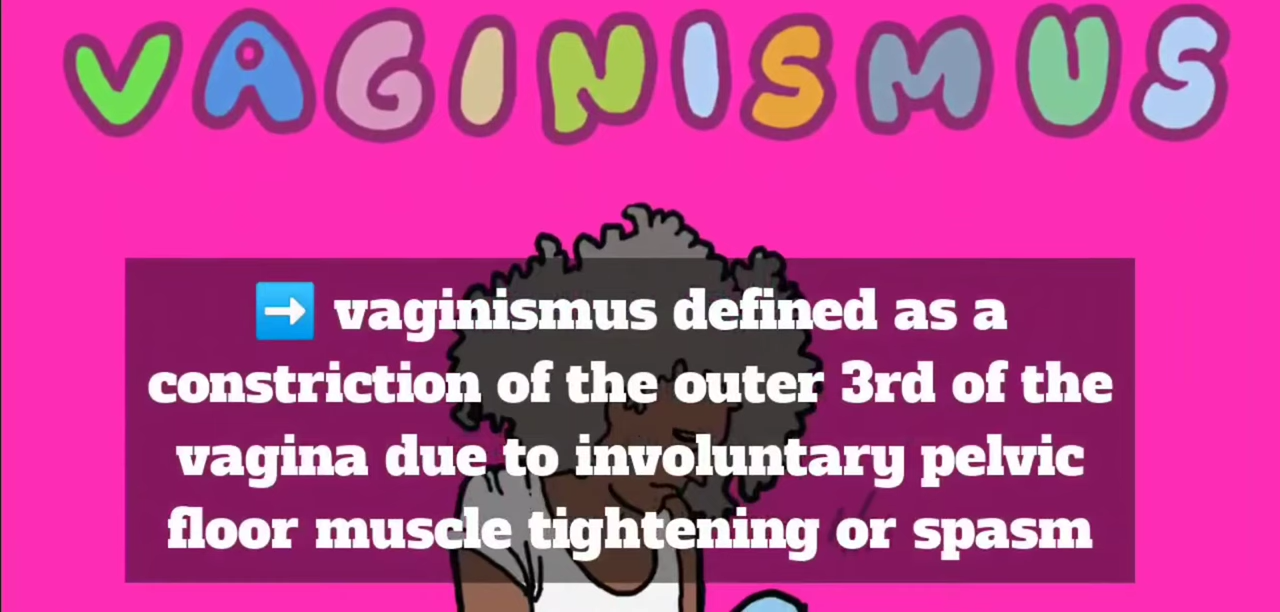 VAGINISMUS
➡️ vaginismus defined as a
constriction of the outer 3rd of the
vagina due to involuntary pelvic
floor muscle tightening or spasm